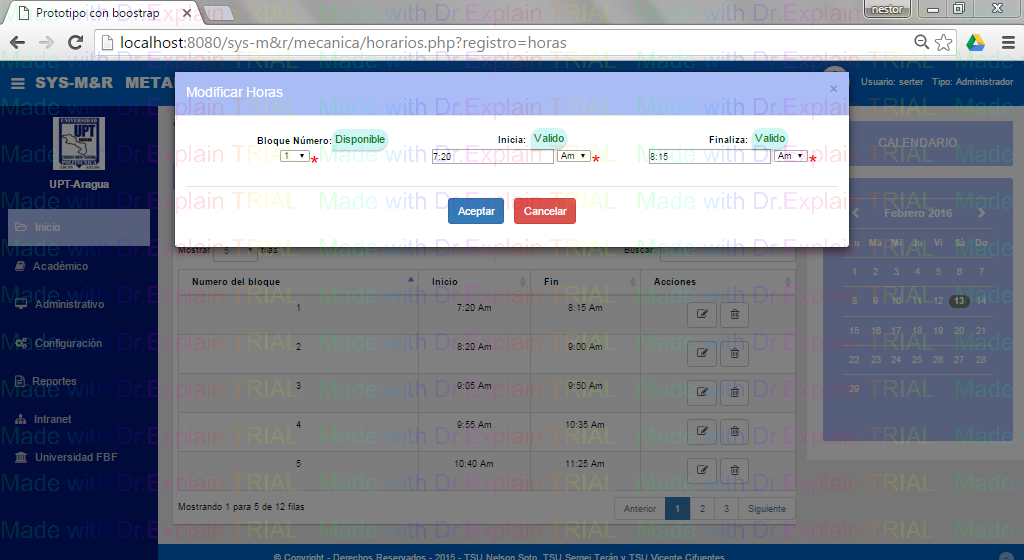 Prototipo con boostrap
nestor
localhost:8080/sys-m&r/mecanica/horarios.php?registro=horas
SYS-M&R META
Usuario: serter Tipo: Administrador
Modificar Horas ×
Bloque Número: Disponible Inicia: Valido Finaliza: Valido
1 * 7:20 Am * 8:15 Am *
Aceptar Cancelar
UNIVERSIDAD
UPT
UPT-Aragua
Inicio
Académico
Administrativo
Configuración
Reportes
Intranet
Universidad FBF
CALENDARIO
Febrero 2016
Lu Ma Mi Ju Vi Sá Do
1 2 3 4 5 6 7
8 9 10 11 12 13 14
15 16 17 18 19 20 21
22 23 24 25 26 27 28
29
Mostrar 5 filas Buscar:
Numero del bloque Inicio Fin Acciones
1 7:20 Am 8:15 Am
2 8:20 Am 9:00 Am
3 9:05 Am 9:50 Am
4 9:55 Am 10:35 Am
5 10:40 Am 11:25 Am
Mostrando 1 para 5 de 12 filas
Anterior 1 2 3 Siguiente
© Copyright - Derechos Reservados - 2015 - TSU Nelson Soto, TSU Sergei Terán y TSU Vicente Cifuentes
Made with Dr.Explain TRIAL